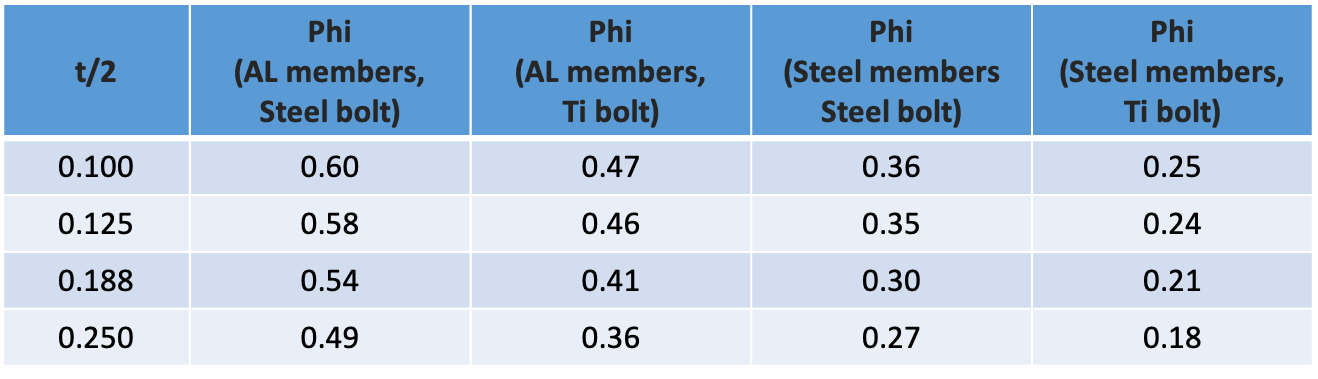 t/2 Phi (AL members, Steel bolt) Phi (AL members, Ti bolt) Phi (Steel members Steel bolt) Phi (Steel members, Ti bolt)
0.100 0.60 0.47 0.36 0.25
0.125 0.58 0.46 0.35 0.24
0.188 0.54 0.41 0.30 0.21
0.250 0.49 0.36 0.27 0.18